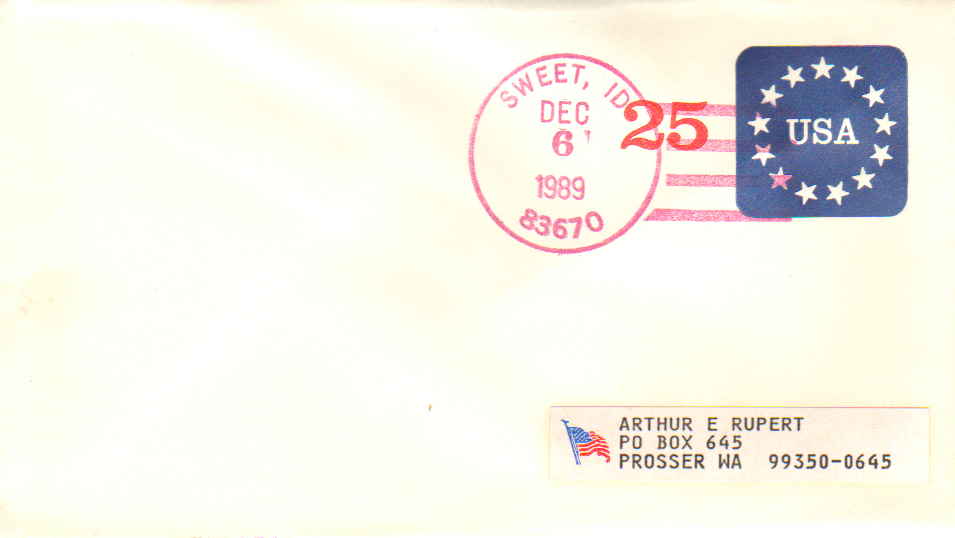 SWEET, ID
DEC
6
1989
83670
25
USA
ARTHUR E RUPERT
PO BOX 645
PROSSER WA 99350-0645